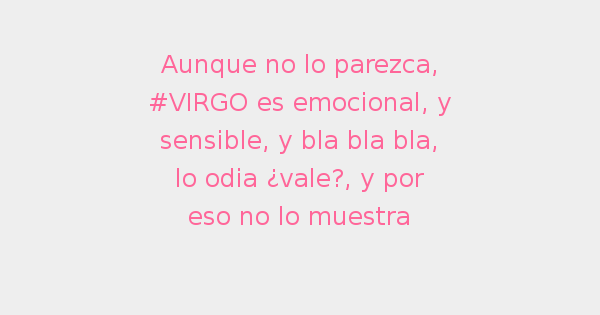 Aunque no lo parezca,
#VIRGO es emocional, y
sensible, y bla bla bla,
lo odia ¿vale?, y por
eso no lo muestra